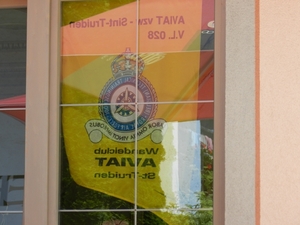 AVIAT vzw - Sint-Truiden
V.L. 028
Wandelclub
AVIAT
St-Truiden